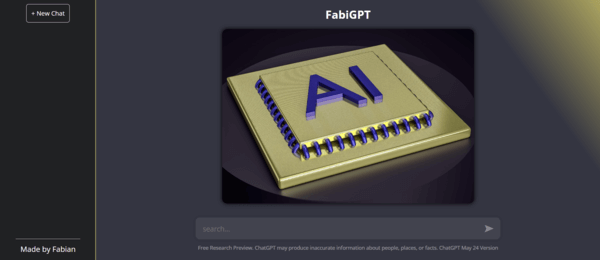 + New Chat
FabiGPT
AI
search...
Free Research Preview. ChatGPT may produce inaccurate information about people, places, or facts. ChatGPT May 24 Version
Made by Fabian